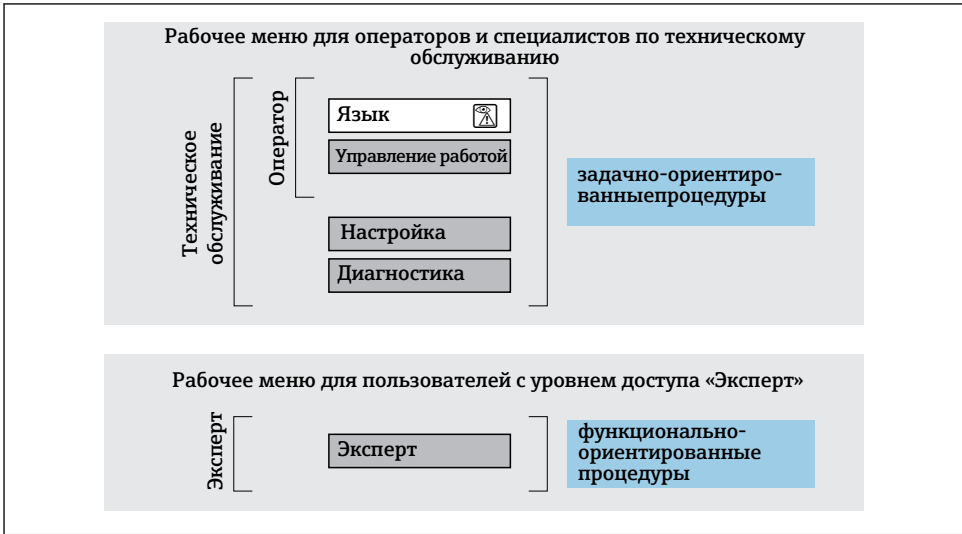 Рабочее меню для операторов и специалистов по техническому
обслуживанию
Техническое
обслуживание
Оператор
Язык
Управление работой
Настройка
Диагностика
задачно-ориентиро-
ванныепроцедуры
Рабочее меню для пользователей с уровнем доступа «Эксперт»
Эксперт
Эксперт
функционально-
ориентированные
процедуры